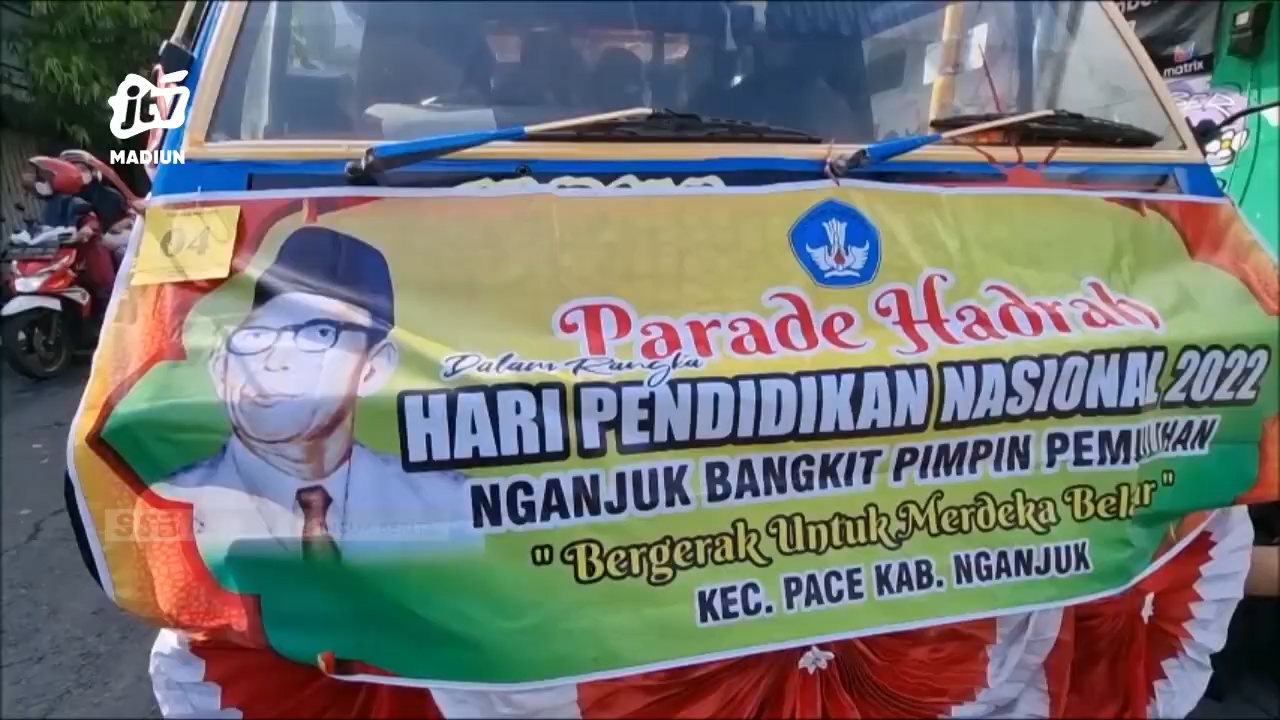 jtv
MADIUN
matrix
04
Parade Hadrah
Dalam Rangka
HARI PENDIDIKAN NASIONAL 2022
NGANJUK BANGKIT PIMPIN PEMULIHAN
" Bergerak Untuk Merdeka Belajar "
KEC. PACE KAB. NGANJUK